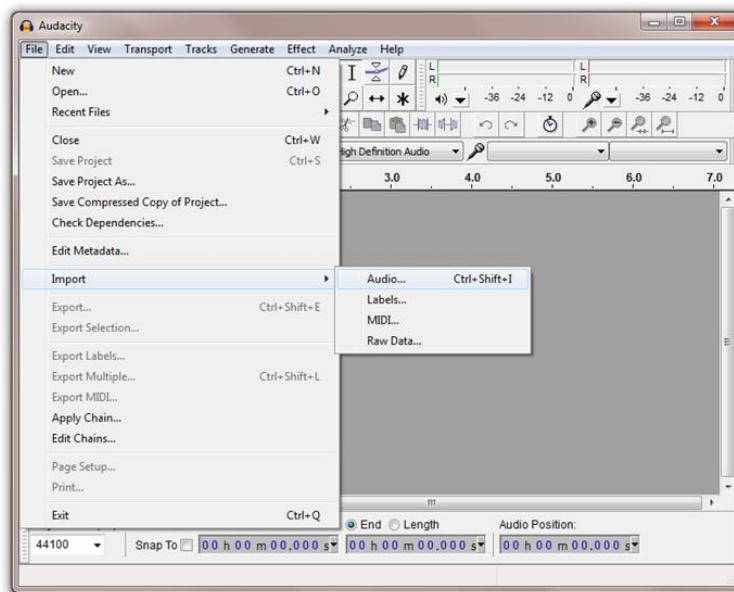 Audacity
File Edit View Transport Tracks Generate Effect Analyze Help
New Ctrl+N
Open... Ctrl+O
Recent Files
Close Ctrl+W
Save Project Ctrl+S
Save Project As...
Save Compressed Copy of Project...
Check Dependencies...
Edit Metadata...
Import
Export... Ctrl+Shift+E
Export Selection...
Export Labels...
Export Multiple... Ctrl+Shift+L
Export MIDI...
Apply Chain...
Edit Chains...
Page Setup...
Print...
Exit Ctrl+Q
Audio... Ctrl+Shift+I
Labels...
MIDI...
Raw Data...
L L
R R
-36 -24 -12 0 -36 -24 -12 0
High Definition Audio
3.0 4.0 5.0 6.0 7.0
End Length Audio Position:
44100 Snap To 00 h 00 m 00.000 s 00 h 00 m 00.000 s 00 h 00 m 00.000 s